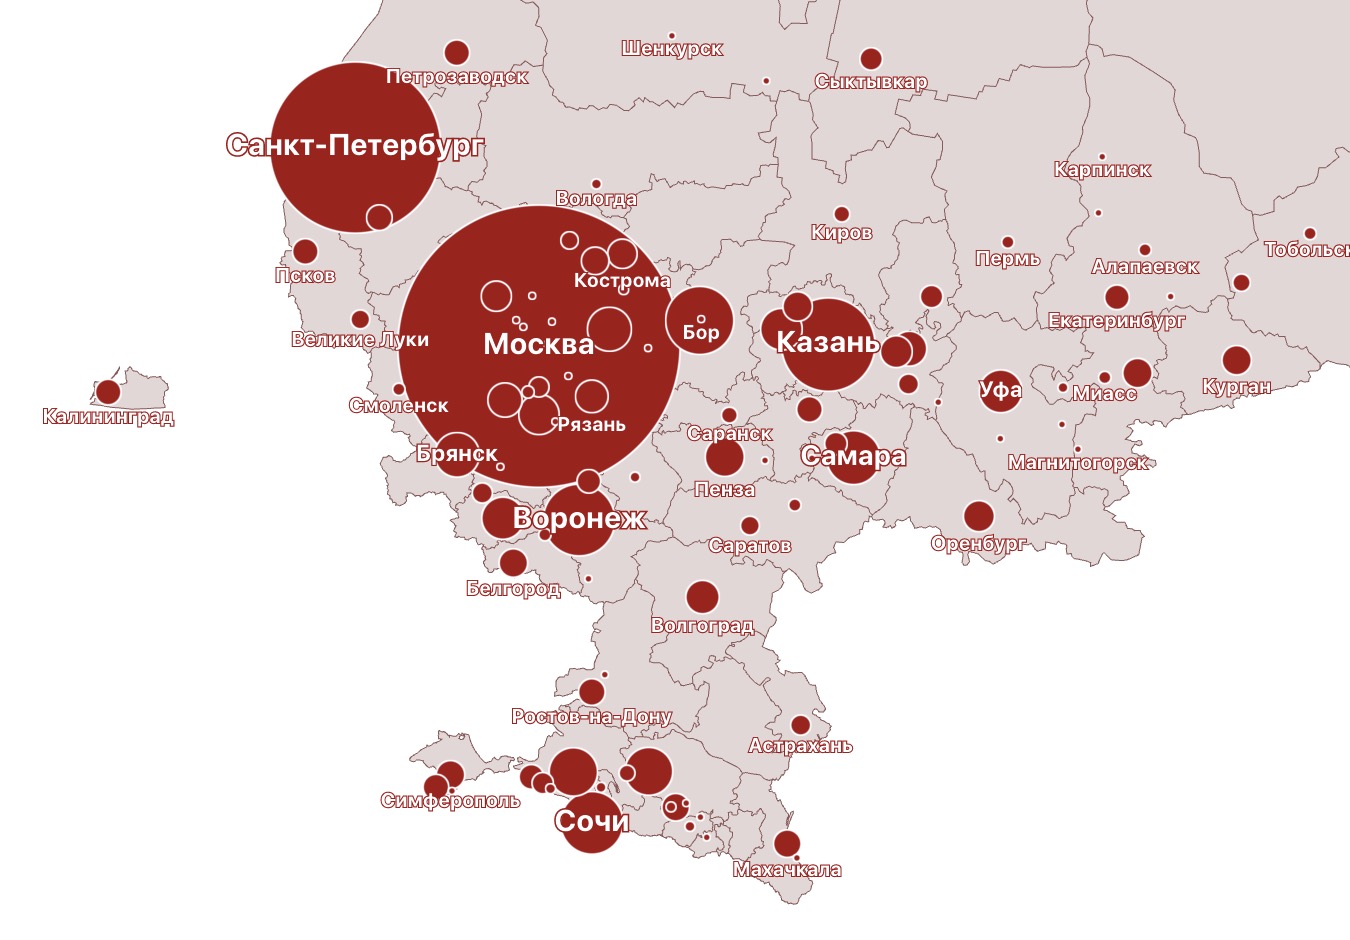 Шенкурск
Петрозаводск
Сыктывкар
Санкт-Петербург
Карпинск
Вологда
Киров
Тобольск
Пермь
Алапаевск
Псков
Кострома
Екатеринбург
Великие Луки
Москва
Бор
Казань
Калининград
Смоленск
Уфа
Миасс
Курган
Рязань
Саранск
Брянск
Самара
Магнитогорск
Пенза
Воронеж
Саратов
Оренбург
Белгород
Волгоград
Ростов-на-Дону
Астрахань
Симферополь
Сочи
Махачкала